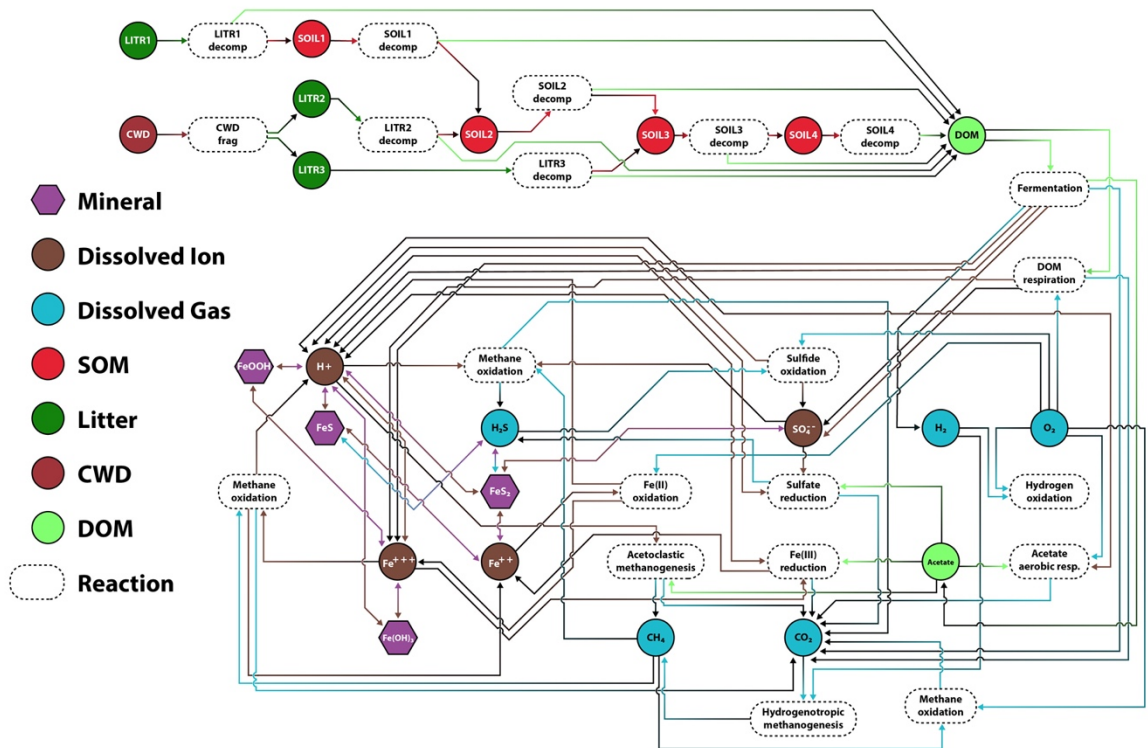 LITR1
LITR1
decomp
SOIL1
SOIL1
decomp
LITR2
SOIL2
decomp
CWD
CWD
frag
LITR2
decomp
SOIL2
SOIL3
SOIL3
decomp
SOIL4
SOIL4
decomp
DOM
LITR3
LITR3
decomp
Mineral
Dissolved Ion
Dissolved Gas
SOM
Litter
CWD
DOM
Reaction
Fermentation
DOM
respiration
FeOOH
H+
Methane
oxidation
Sulfide
oxidation
FeS
H₂S
SO₄⁻⁻
H₂
O₂
Methane
oxidation
FeS₂
Fe(II)
oxidation
Sulfate
reduction
Hydrogen
oxidation
Fe⁺⁺⁺
Fe⁺⁺
Acetoclastic
methanogenesis
Fe(III)
reduction
Acetate
Acetate
aerobic resp.
Fe(OH)₂
CH₄
CO₂
Hydrogenotropic
methanogenesis
Methane
oxidation